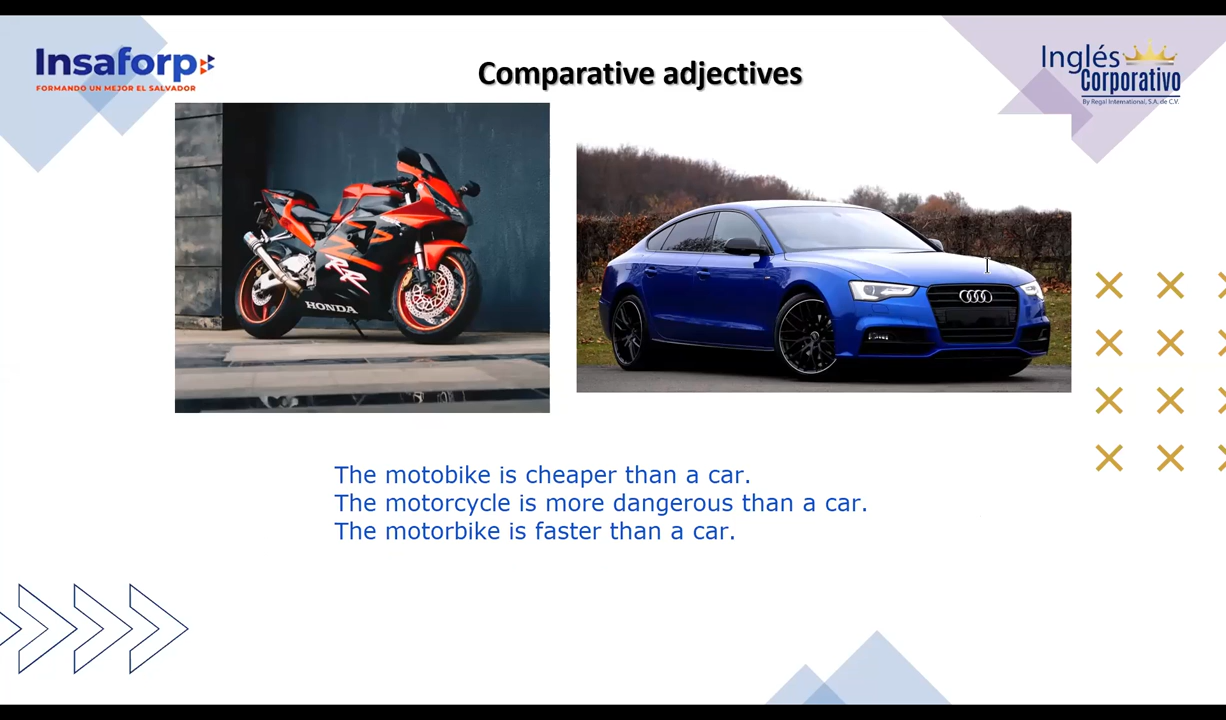 Insaforp
FORMANDO UN MEJOR EL SALVADOR
Comparative adjectives
Inglés
Corporativo
By Regal International, S.A. de C.V.
RR
HONDA
The motobike is cheaper than a car.
The motorcycle is more dangerous than a car.
The motorbike is faster than a car.